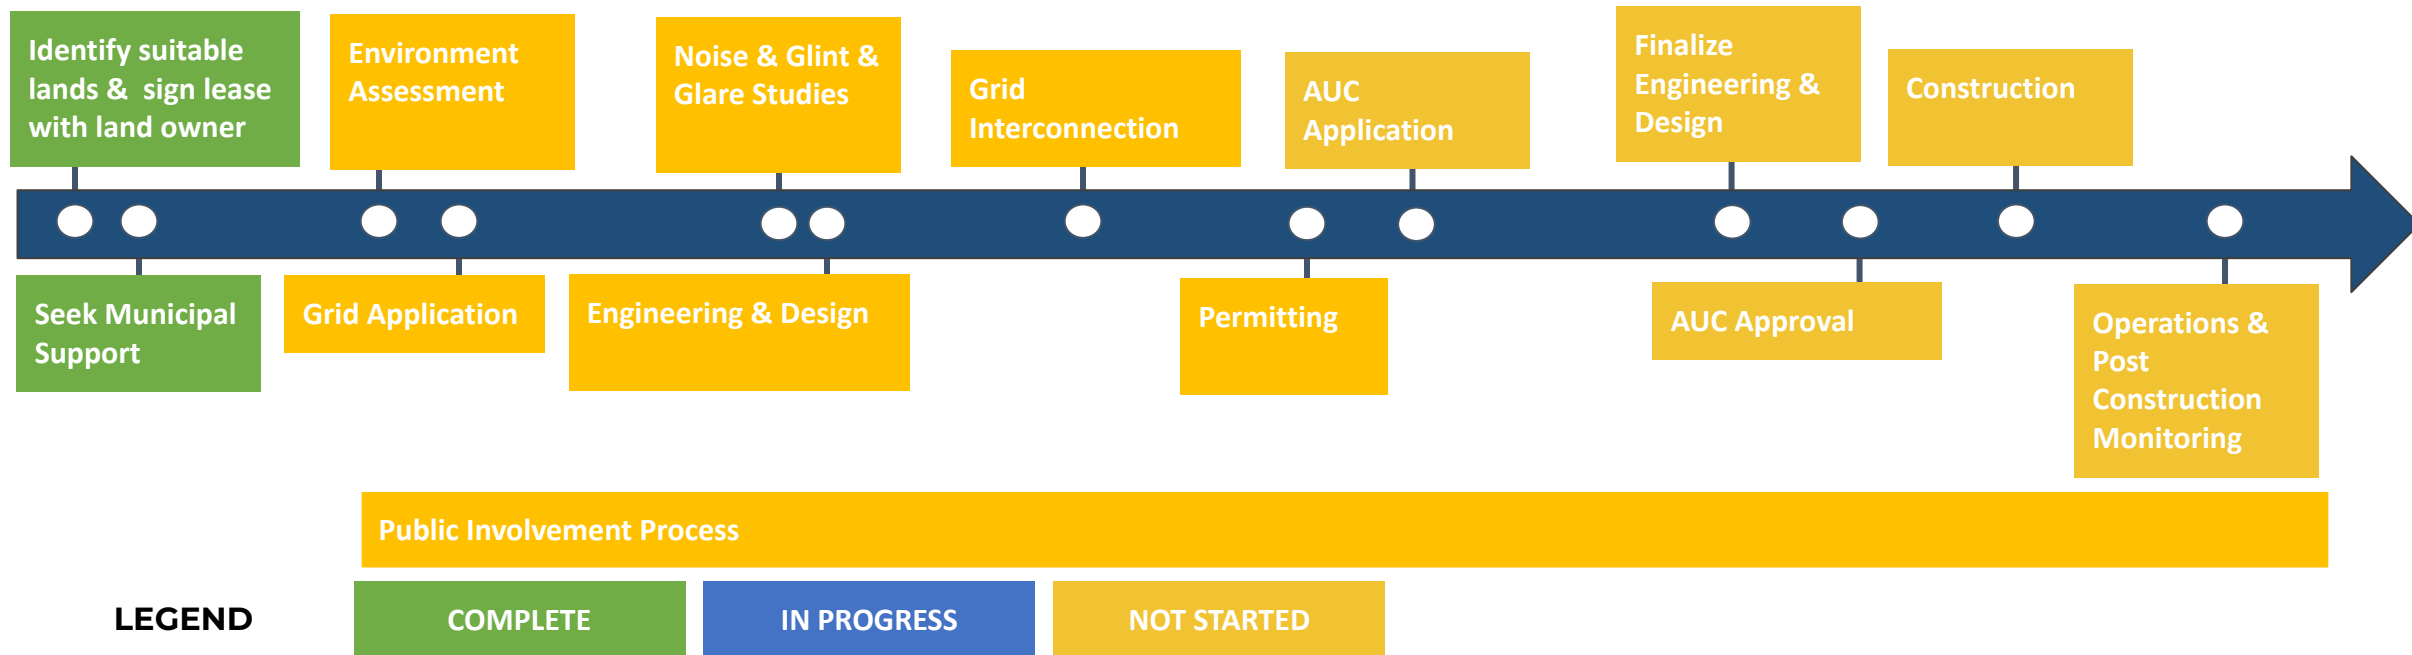 Identify suitable
lands & sign lease
with land owner
Environment
Assessment
Noise & Glint &
Glare Studies
Grid
Interconnection
AUC
Application
Finalize
Engineering &
Design
Construction
Seek Municipal
Support
Grid Application
Engineering & Design
Permitting
AUC Approval
Operations &
Post
Construction
Monitoring
Public Involvement Process
LEGEND
COMPLETE
IN PROGRESS
NOT STARTED